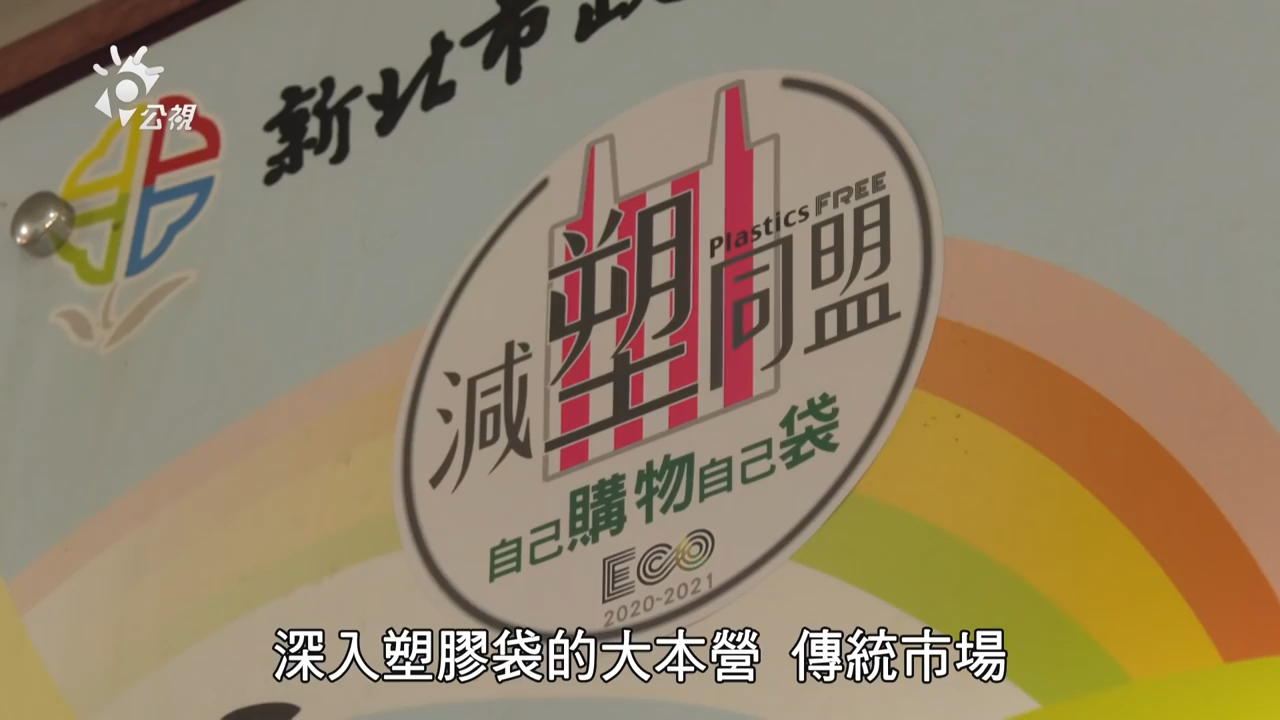 公視
新北市政
Plastics FREE
減塑同盟
自己購物自己袋
ECO
2020~2021
深入塑膠袋的大本營 傳統市場